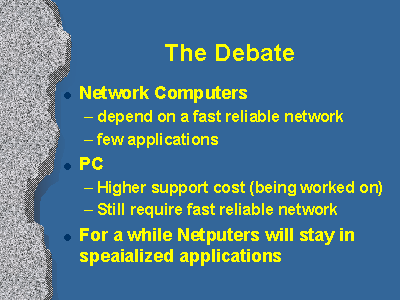 The Debate
Network Computers
– depend on a fast reliable network
– few applications
PC
– Higher support cost (being worked on)
– Still require fast reliable network
For a while Netputers will stay in
speaialized applications